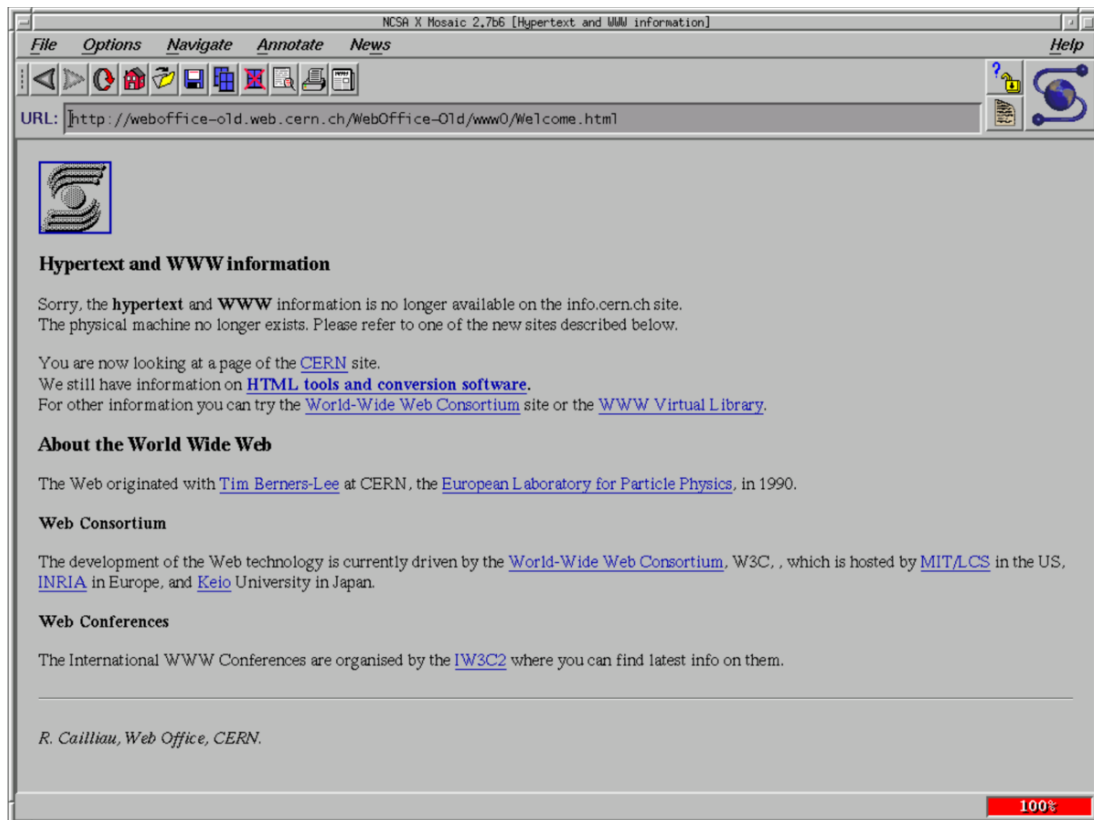 NCSA X Mosaic 2.7b6 [Hypertext and WWW information]
File Options Navigate Annotate News Help
?
URL: http://weboffice-old.web.cern.ch/WebOffice-Old/www0/Welcome.html
Hypertext and WWW information
Sorry, the hypertext and WWW information is no longer available on the info.cern.ch site.
The physical machine no longer exists. Please refer to one of the new sites described below.
You are now looking at a page of the CERN site.
We still have information on HTML tools and conversion software.
For other information you can try the World-Wide Web Consortium site or the WWW Virtual Library.
About the World Wide Web
The Web originated with Tim Berners-Lee at CERN, the European Laboratory for Particle Physics, in 1990.
Web Consortium
The development of the Web technology is currently driven by the World-Wide Web Consortium, W3C, , which is hosted by MIT/LCS in the US,
INRIA in Europe, and Keio University in Japan.
Web Conferences
The International WWW Conferences are organised by the IW3C2 where you can find latest info on them.
R. Cailliau, Web Office, CERN.
100%